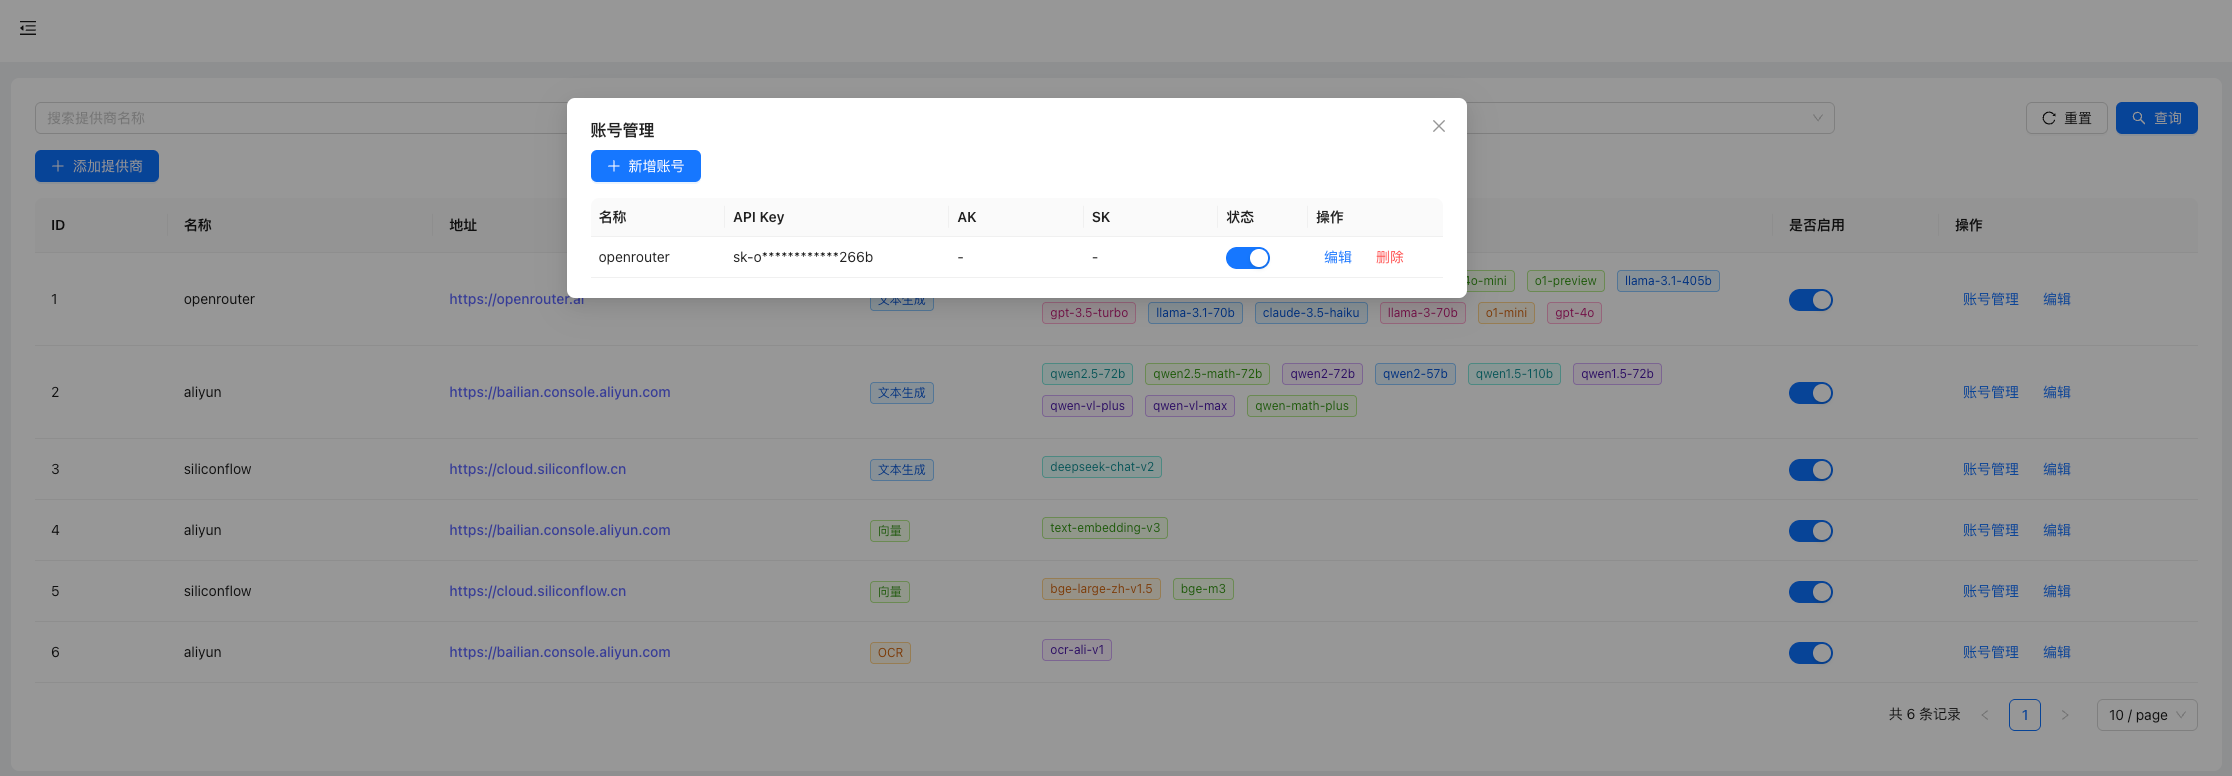 搜索提供商名称
重置
查询
添加提供商
账号管理
新增账号
名称 API Key AK SK 状态 操作
openrouter sk-o************266b - - 编辑 删除
ID 名称 地址 是否启用 操作
1 openrouter https://openrouter.ai 文本生成 4o-mini o1-preview llama-3.1-405b 账号管理 编辑
gpt-3.5-turbo llama-3.1-70b claude-3.5-haiku llama-3-70b o1-mini gpt-4o
2 aliyun https://bailian.console.aliyun.com 文本生成 qwen2.5-72b qwen2.5-math-72b qwen2-72b qwen2-57b qwen1.5-110b qwen1.5-72b 账号管理 编辑
qwen-vl-plus qwen-vl-max qwen-math-plus
3 siliconflow https://cloud.siliconflow.cn 文本生成 deepseek-chat-v2 账号管理 编辑
4 aliyun https://bailian.console.aliyun.com 向量 text-embedding-v3 账号管理 编辑
5 siliconflow https://cloud.siliconflow.cn 向量 bge-large-zh-v1.5 bge-m3 账号管理 编辑
6 aliyun https://bailian.console.aliyun.com OCR ocr-ali-v1 账号管理 编辑
共 6 条记录 1 10 / page